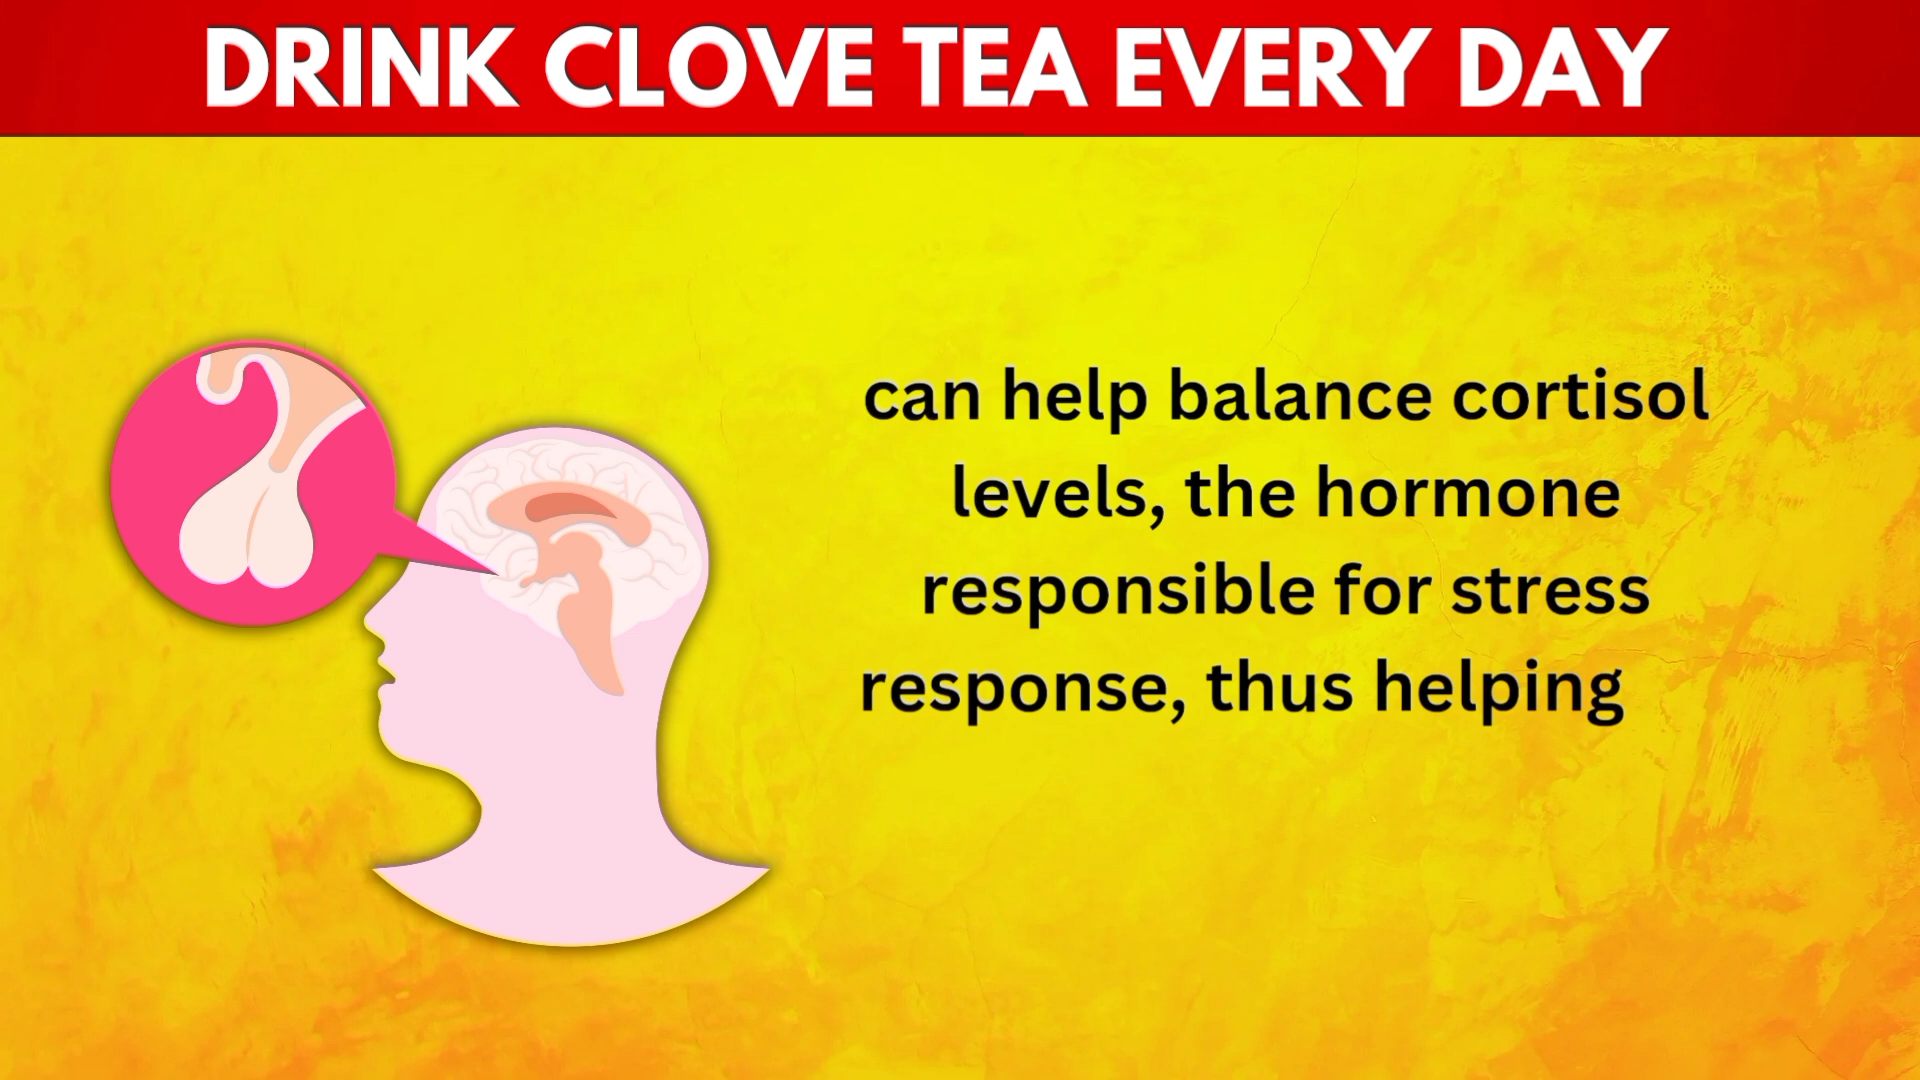 DRINK CLOVE TEA EVERY DAY
can help balance cortisol
levels, the hormone
responsible for stress
response, thus helping